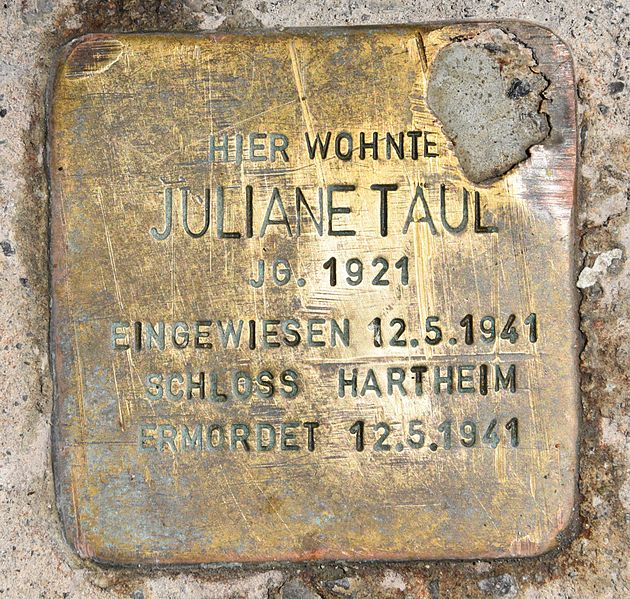 HIER WOHNTE
JULIANE TAUL
JG. 1921
EINGEWIESEN 12.5.1941
SCHLOSS HARTHEIM
ERMORDET 12.5.1941